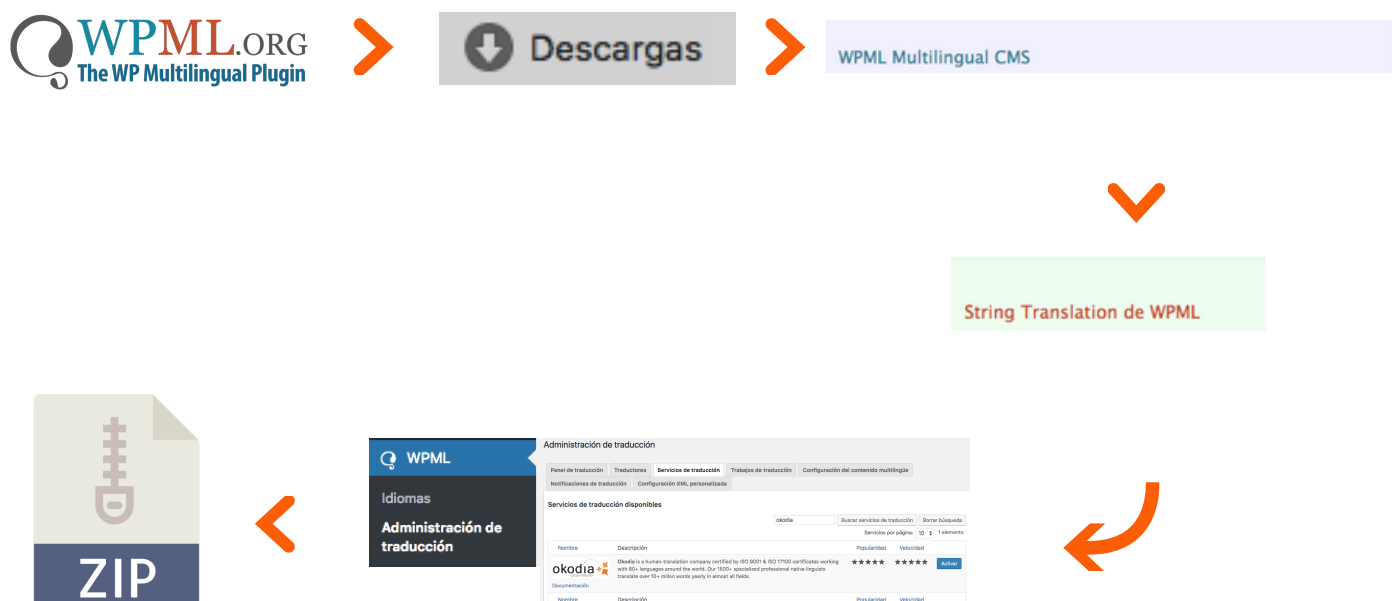 WPML.ORG
The WP Multilingual Plugin
Descargas
WPML Multilingual CMS
String Translation de WPML
ZIP
WPML
Idiomas
Administración de
traducción
Administración de traducción
Panel de traducción Traductores Servicios de traducción Trabajos de traducción Configuración del contenido multilingüe
Notificaciones de traducción Configuración XML personalizada
Servicios de traducción disponibles
okodia Buscar servicios de traducción Borrar búsqueda
Servicios por página: 10 1 elemento
Nombre Descripción Popularidad Velocidad
okodia
Okodia is a human-translation company certified by ISO 9001 & ISO 17100 certificates working
with 80+ languages around the world. Our 1500+ specialized professional native linguists
translate over 10+ millon words yearly in almost all fields.
Activar
Documentación
Nombre Descripción Popularidad Velocidad